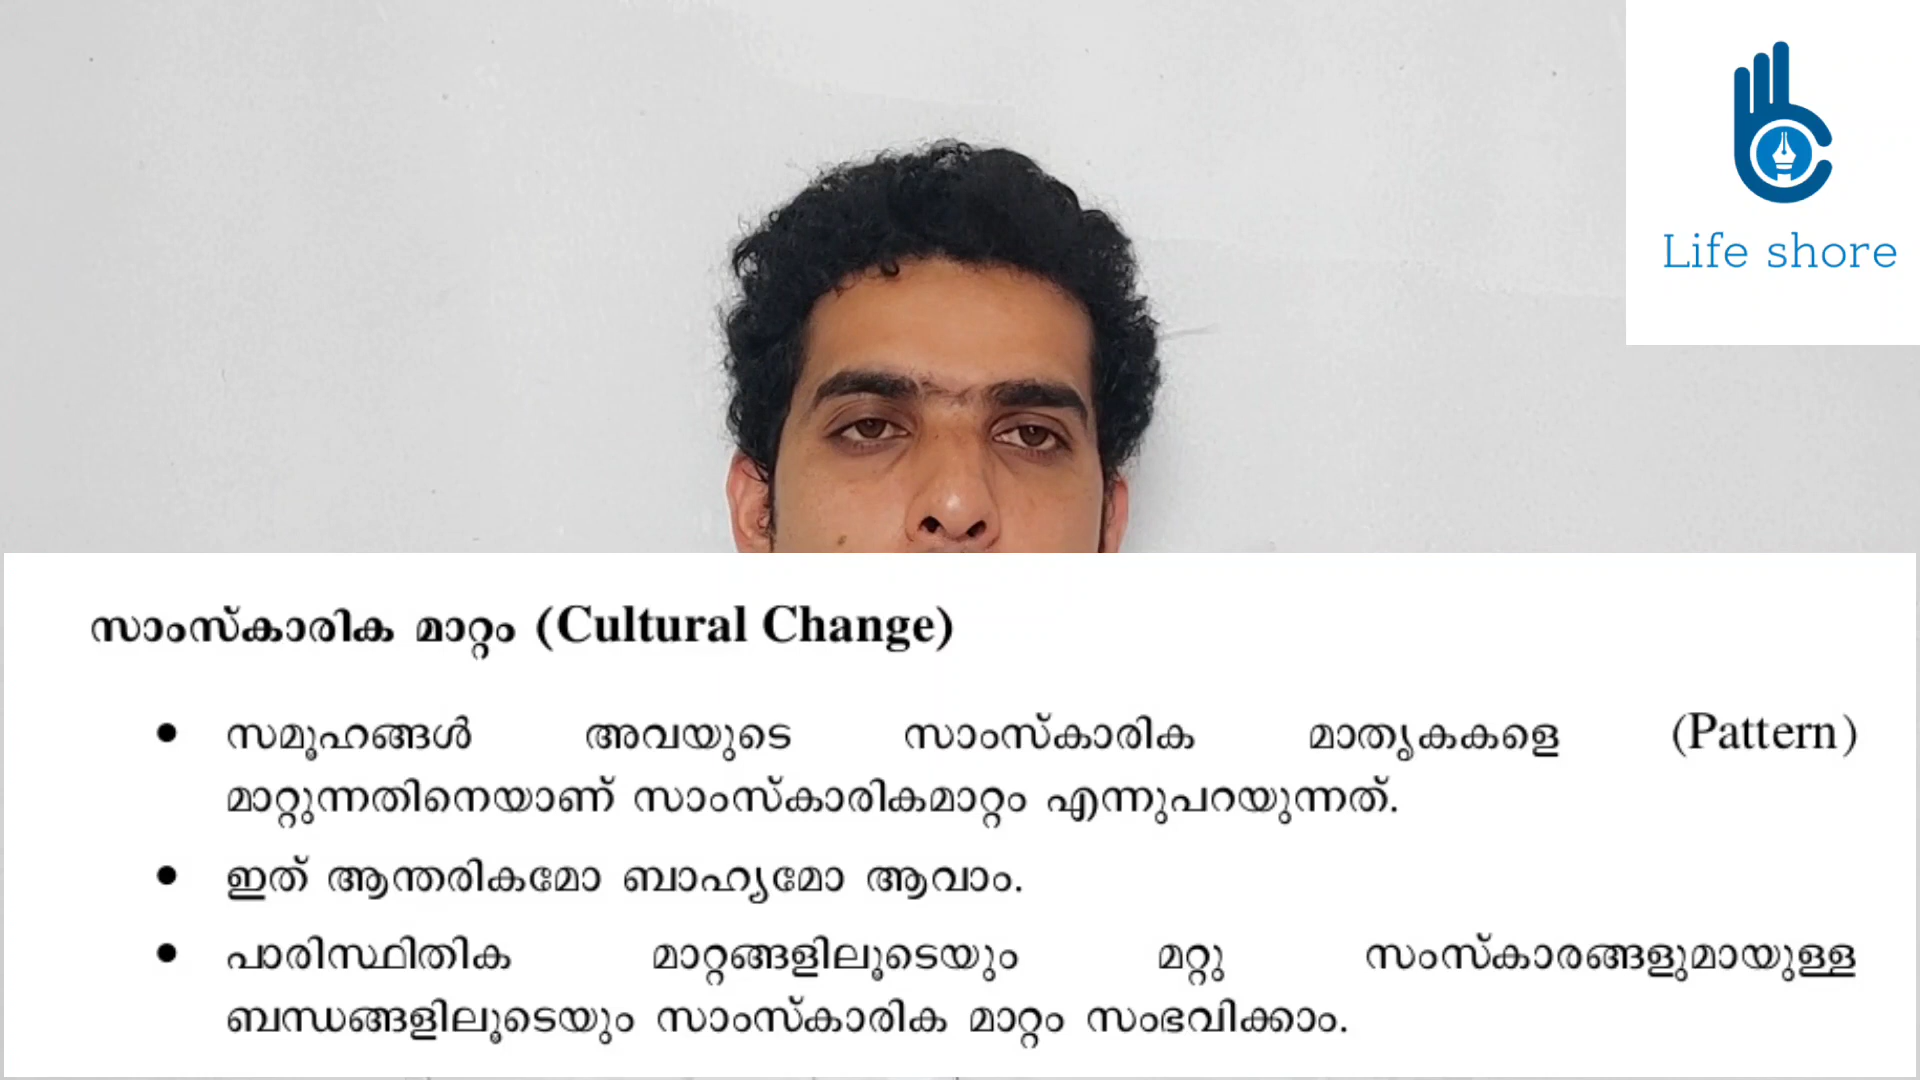 Life shore
സാംസ്കാരിക മാറ്റം (Cultural Change)
• സമൂഹങ്ങൾ അവയുടെ സാംസ്കാരിക മാതൃകകളെ (Pattern)
മാറ്റുന്നതിനെയാണ് സാംസ്കാരികമാറ്റം എന്നുപറയുന്നത്.
• ഇത് ആന്തരികമോ ബാഹ്യമോ ആവാം.
• പാരിസ്ഥിതിക മാറ്റങ്ങളിലൂടെയും മറ്റു സംസ്കാരങ്ങളുമായുള്ള
ബന്ധങ്ങളിലൂടെയും സാംസ്കാരിക മാറ്റം സംഭവിക്കാം.